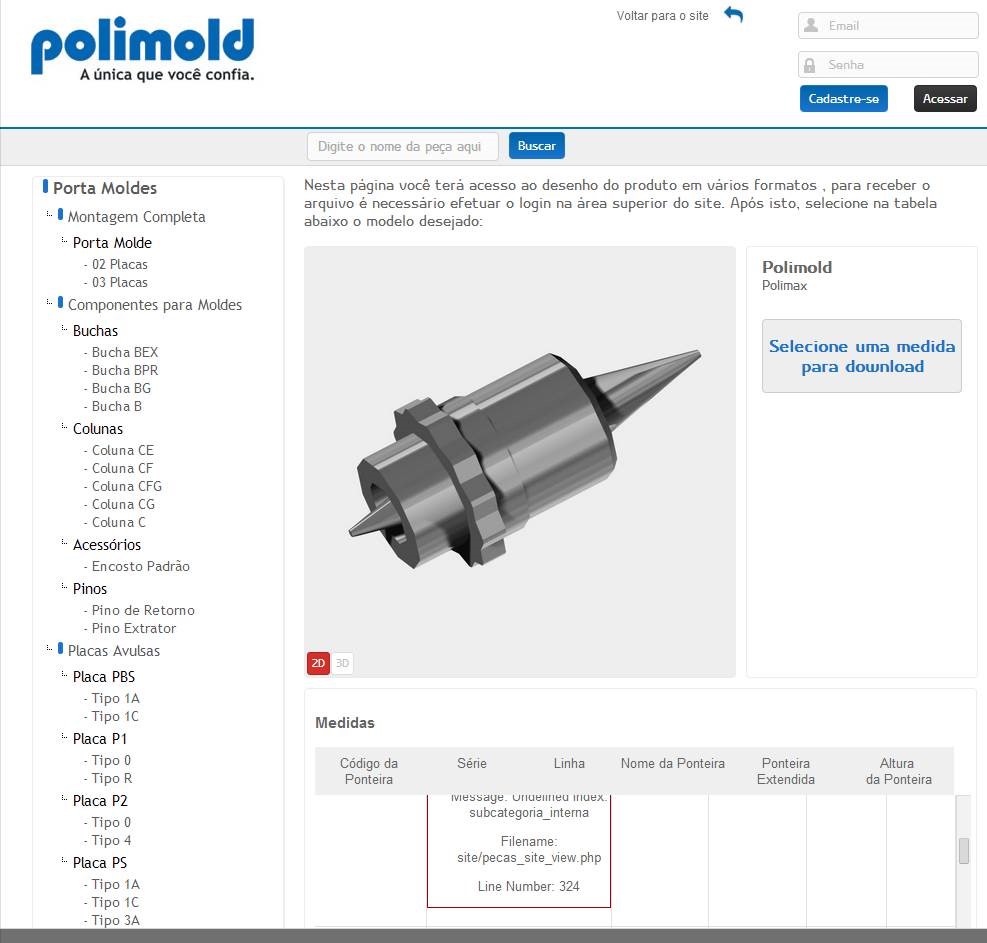 polimold
A única que você confia.
Voltar para o site
Email
Senha
Cadastre-se
Acessar
Digite o nome da peça aqui
Buscar
Porta Moldes
Montagem Completa
Porta Molde
- 02 Placas
- 03 Placas
Componentes para Moldes
Buchas
- Bucha BEX
- Bucha BPR
- Bucha BG
- Bucha B
Colunas
- Coluna CE
- Coluna CF
- Coluna CFG
- Coluna CG
- Coluna C
Acessórios
- Encosto Padrão
Pinos
- Pino de Retorno
- Pino Extrator
Placas Avulsas
Placa PBS
- Tipo 1A
- Tipo 1C
Placa P1
- Tipo 0
- Tipo R
Placa P2
- Tipo 0
- Tipo 4
Placa PS
- Tipo 1A
- Tipo 1C
- Tipo 3A
Nesta página você terá acesso ao desenho do produto em vários formatos , para receber o
arquivo é necessário efetuar o login na área superior do site. Após isto, selecione na tabela
abaixo o modelo desejado:
2D
3D
Polimold
Polimax
Selecione uma medida
para download
Medidas
Código da
Ponteira
Série
Linha
Nome da Ponteira
Ponteira
Extendida
Altura
da Ponteira
Message: Undefined index:
subcategoria_interna
Filename:
site/pecas_site_view.php
Line Number: 324